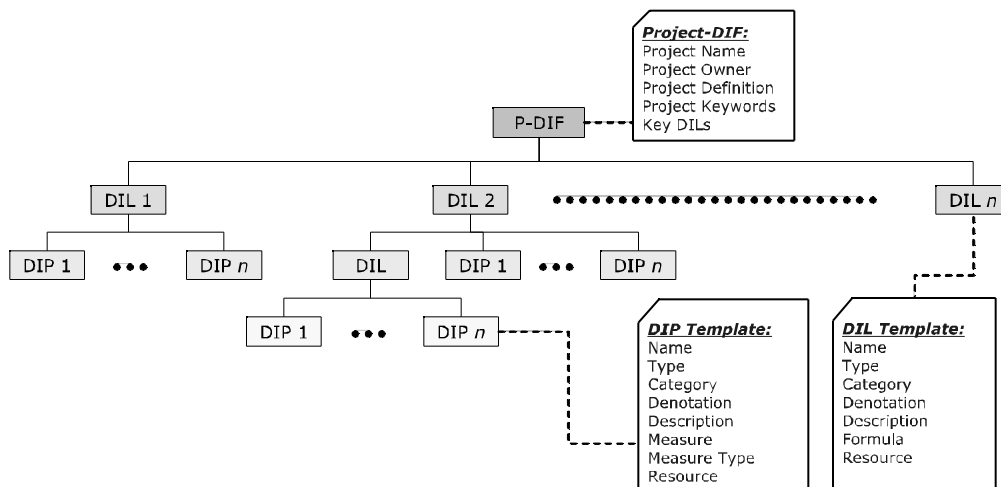 Project-DIF:
Project Name
Project Owner
Project Definition
Project Keywords
Key DILs
P-DIF
DIL 1
DIL 2
DIL n
DIP 1
DIP n
DIL
DIP 1
DIP n
DIP 1
DIP n
DIP Template:
Name
Type
Category
Denotation
Description
Measure
Measure Type
Resource
DIL Template:
Name
Type
Category
Denotation
Description
Formula
Resource